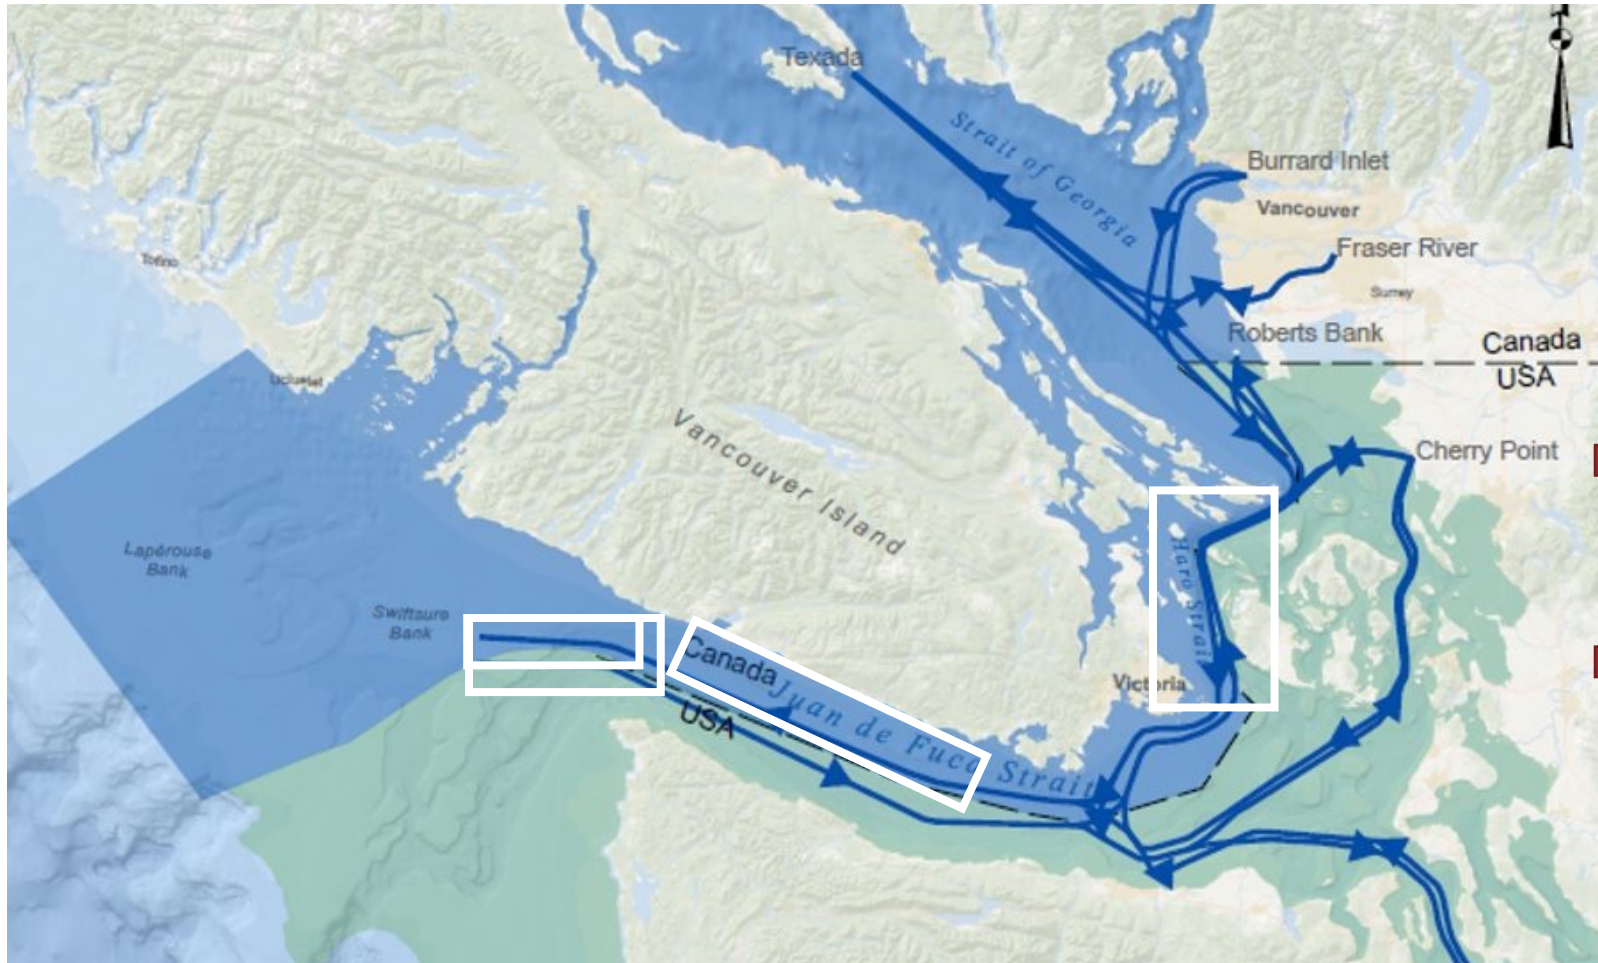 Texada
Strait of Georgia
Burrard Inlet
Vancouver
Fraser River
Tofino
Surrey
Roberts Bank
Canada
USA
Ucluelet
Vancouver Island
Cherry Point
Lapérouse
Bank
Haro Strait
Swiftsure
Bank
Canada
Victoria
USA
Juan de Fuca Strait